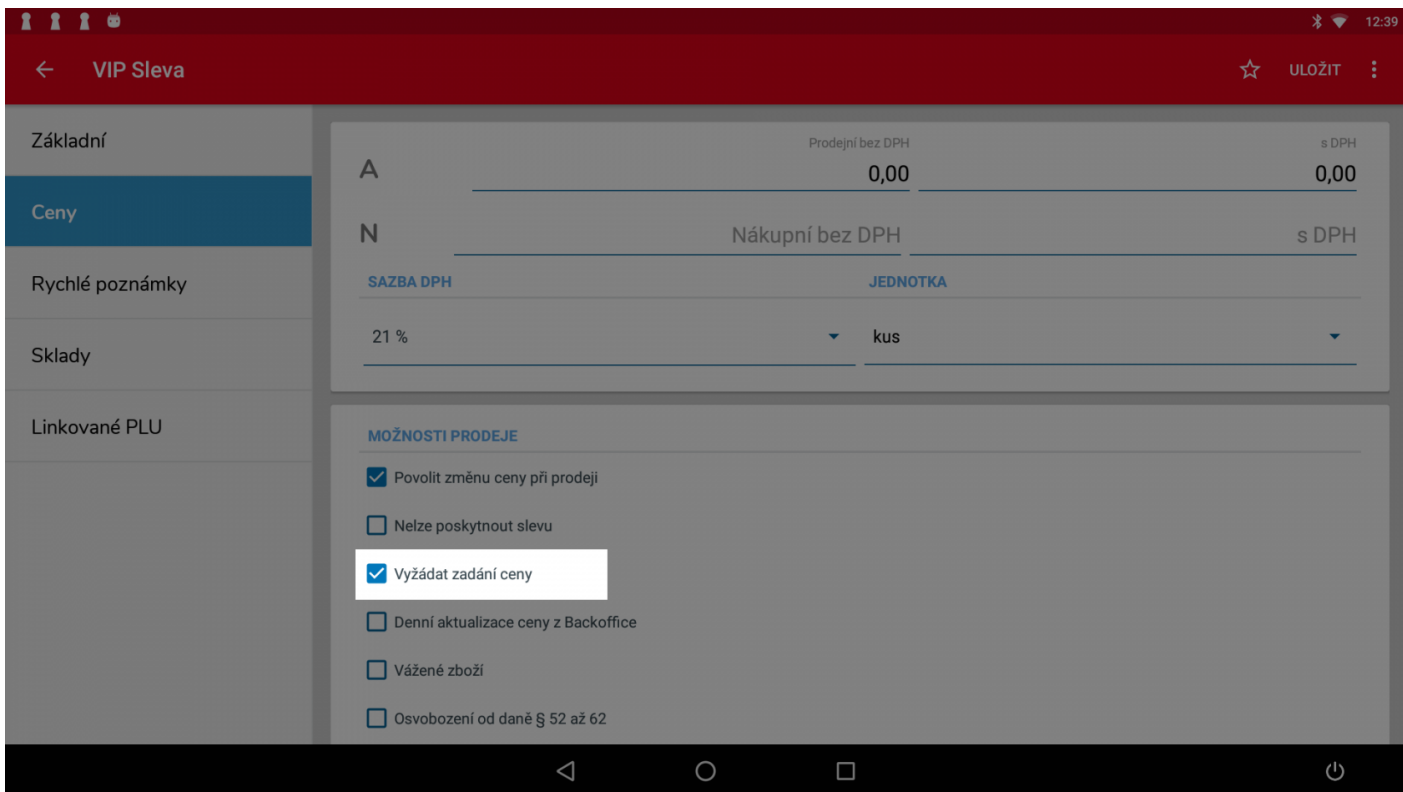 12:39
VIP Sleva
ULOŽIT
Základní
Ceny
Rychlé poznámky
Sklady
Linkované PLU
Prodejní bez DPH s DPH
A 0,00 0,00
N Nákupní bez DPH s DPH
SAZBA DPH JEDNOTKA
21 % kus
MOŽNOSTI PRODEJE
Povolit změnu ceny při prodeji
Nelze poskytnout slevu
Vyžádat zadání ceny
Denní aktualizace ceny z Backoffice
Vážené zboží
Osvobození od daně § 52 až 62